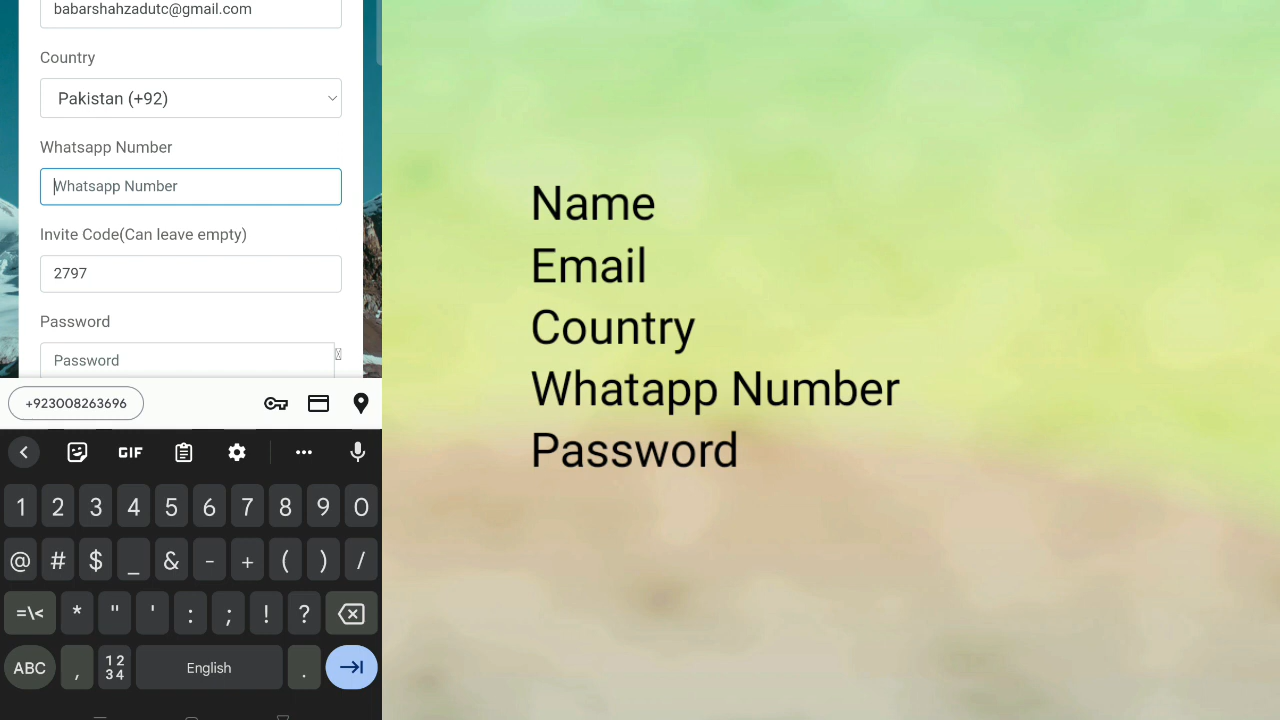 babarshahzadutc@gmail.com
Country
Pakistan (+92)
Whatsapp Number
Whatsapp Number
Invite Code(Can leave empty)
2797
Password
Password
+923008263696
GIF
1 2 3 4 5 6 7 8 9 0
@ # $ _ & - + ( ) /
=\< * " ' : ; ! ?
ABC , 12 34 English .
Name
Email
Country
Whatapp Number
Password